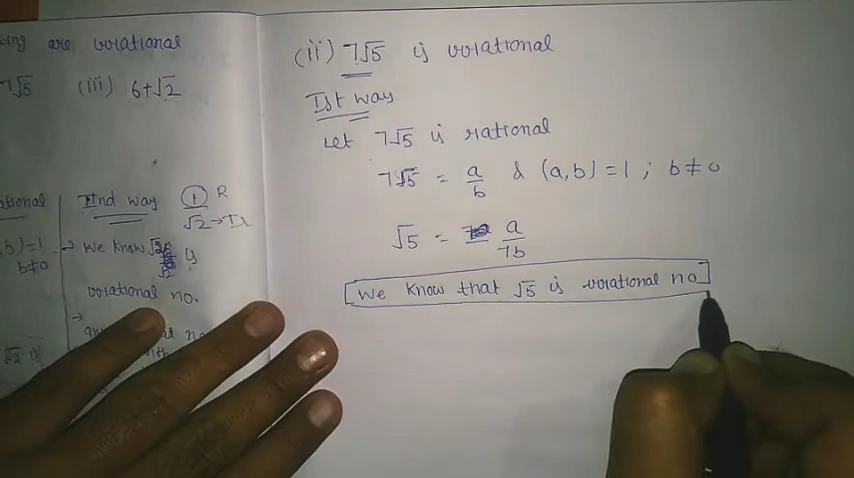 are irrational
7√5 (iii) 6+√2
IInd way ① R
√2 → Ir
b) = 1 → We know
b ≠ 0 is
irrational no.
√2 is
(ii) 7√5 is irrational
Ist way
Let 7√5 is rational
7√5 = a/b & (a,b) = 1 ; b ≠ 0
√5 = a/7b
We know that √5 is irrational no